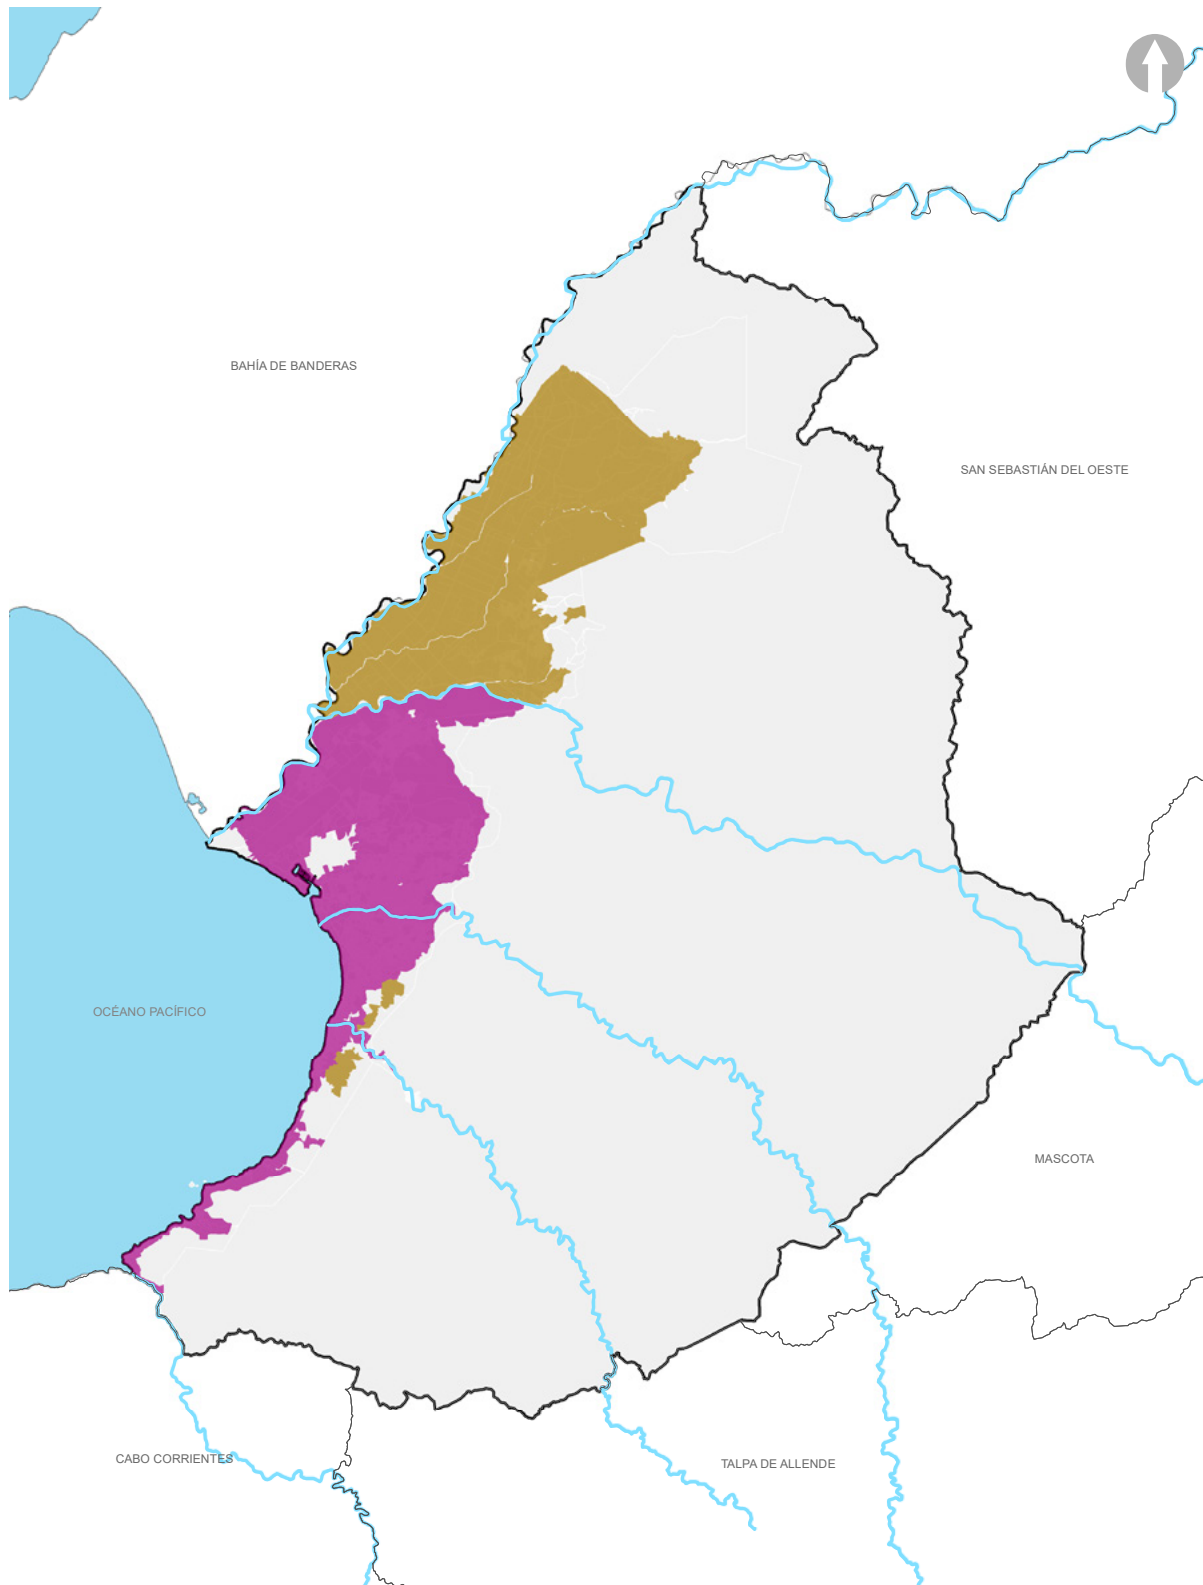 BAHÍA DE BANDERAS
SAN SEBASTIÁN DEL OESTE
OCÉANO PACÍFICO
MASCOTA
CABO CORRIENTES
TALPA DE ALLENDE